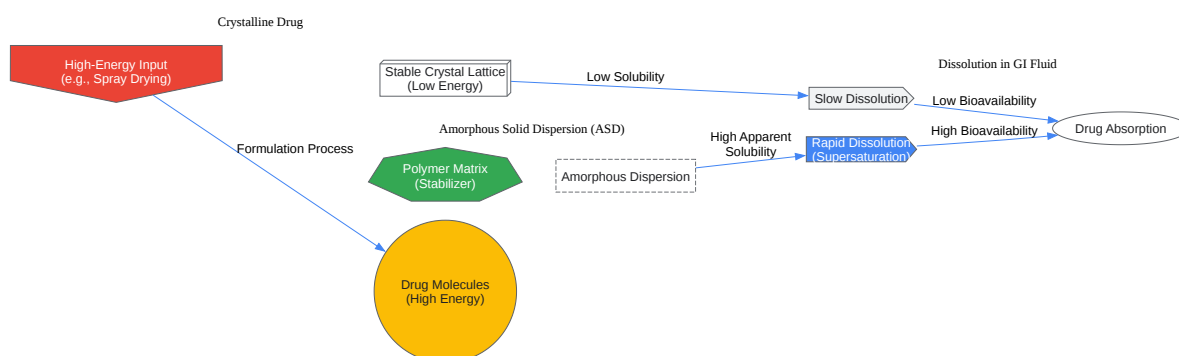 Crystalline Drug
High-Energy Input
(e.g., Spray Drying)
Formulation Process
Stable Crystal Lattice
(Low Energy)
Low Solubility
Amorphous Solid Dispersion (ASD)
Polymer Matrix
(Stabilizer)
Drug Molecules
(High Energy)
Amorphous Dispersion
High Apparent
Solubility
Dissolution in GI Fluid
Slow Dissolution
Low Bioavailability
Rapid Dissolution
(Supersaturation)
High Bioavailability
Drug Absorption